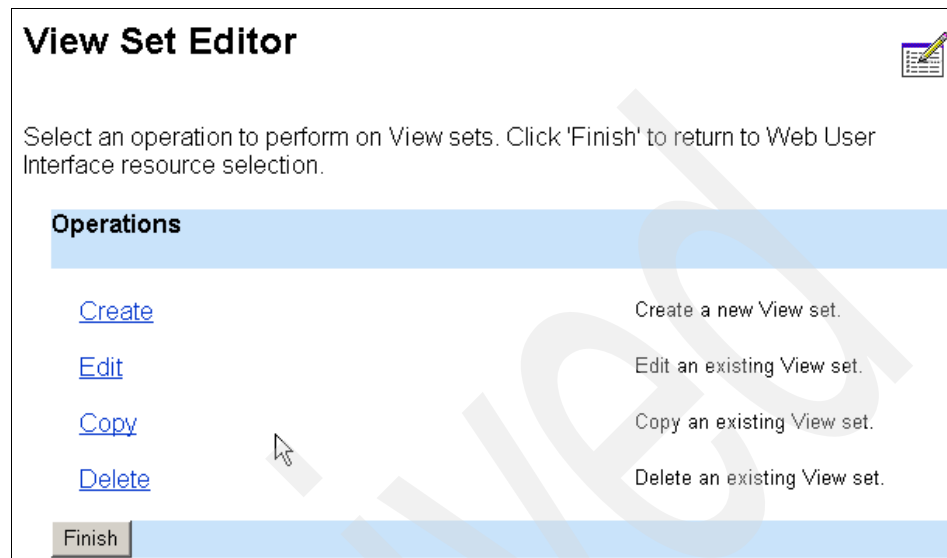 View Set Editor
Select an operation to perform on View sets. Click 'Finish' to return to Web User
Interface resource selection.
Operations
Create Create a new View set.
Edit Edit an existing View set.
Copy Copy an existing View set.
Delete Delete an existing View set.
Finish